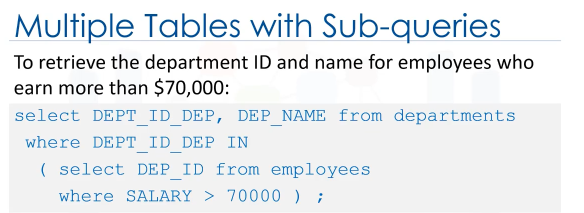 Multiple Tables with Sub-queries
To retrieve the department ID and name for employees who
earn more than $70,000:
select DEPT_ID_DEP, DEP_NAME from departments
where DEPT_ID_DEP IN
( select DEP_ID from employees
where SALARY > 70000 ) ;